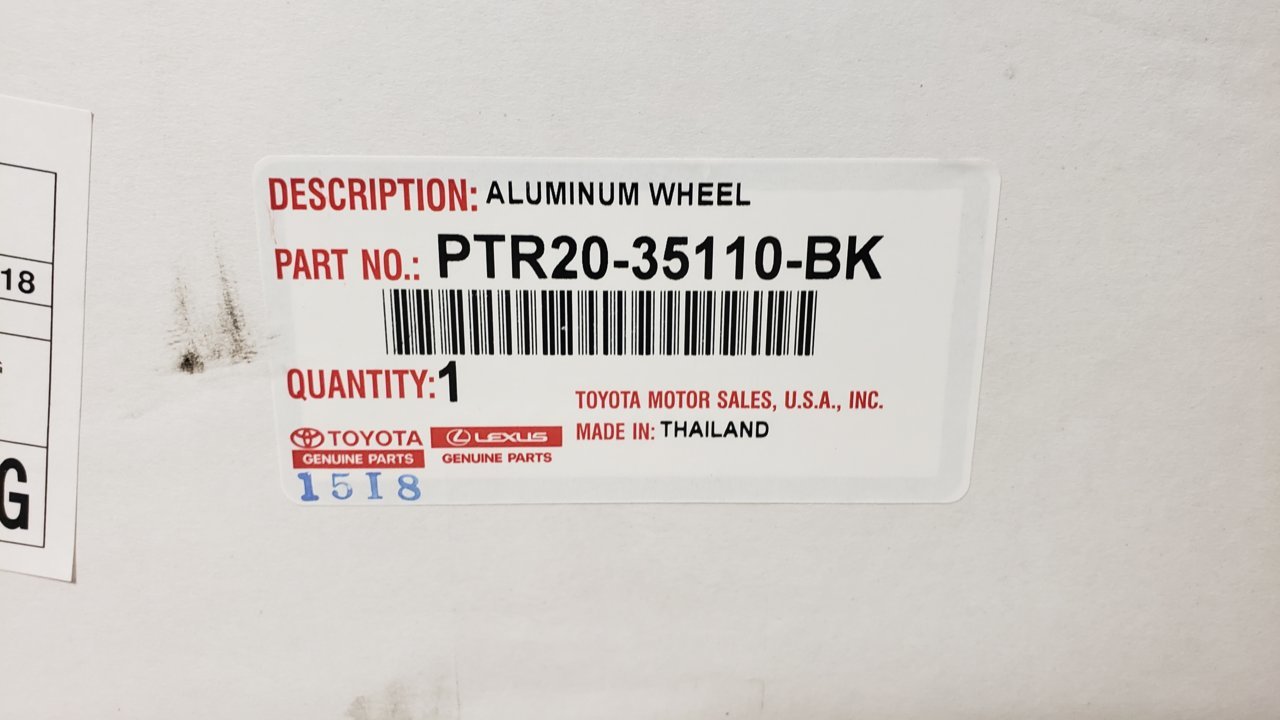 DESCRIPTION: ALUMINUM WHEEL
PART NO.: PTR20-35110-BK
QUANTITY: 1
TOYOTA MOTOR SALES, U.S.A., INC.
MADE IN: THAILAND
TOYOTA
GENUINE PARTS
LEXUS
GENUINE PARTS
15I8
18
G